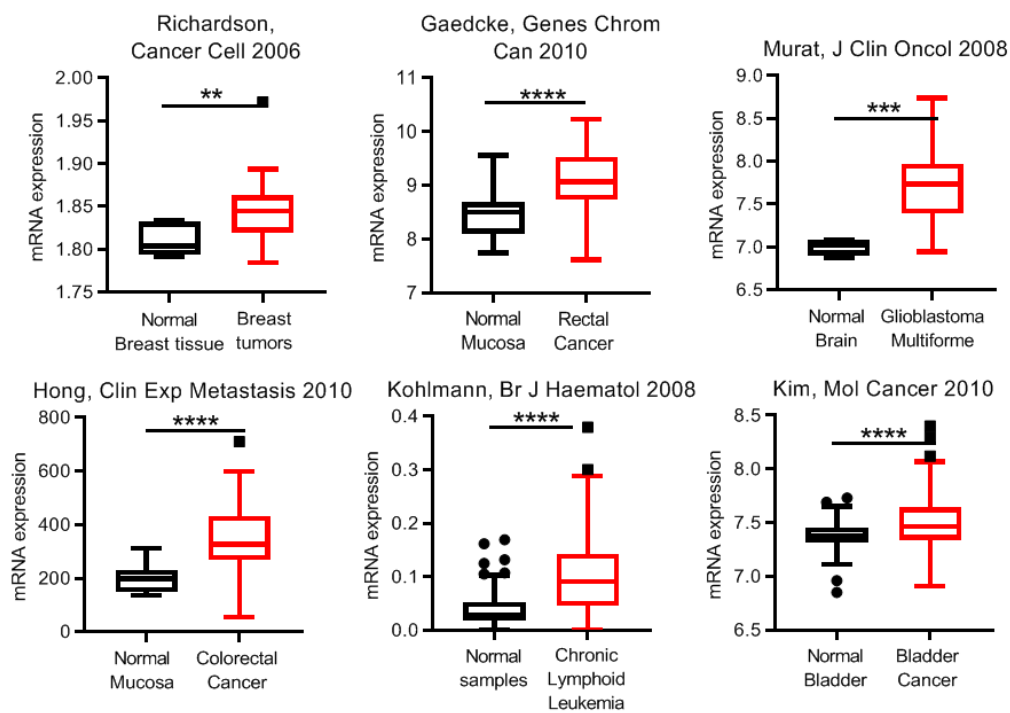 Richardson,
Cancer Cell 2006
mRNA expression
2.00
1.95
1.90
1.85
1.80
1.75
**
Normal
Breast tissue
Breast
tumors
Gaedcke, Genes Chrom
Can 2010
mRNA expression
11
10
9
8
7
****
Normal
Mucosa
Rectal
Cancer
Murat, J Clin Oncol 2008
mRNA expression
9.0
8.5
8.0
7.5
7.0
6.5
***
Normal
Brain
Glioblastoma
Multiforme
Hong, Clin Exp Metastasis 2010
mRNA expression
800
600
400
200
0
****
Normal
Mucosa
Colorectal
Cancer
Kohlmann, Br J Haematol 2008
mRNA expression
0.4
0.3
0.2
0.1
0.0
****
Normal
samples
Chronic
Lymphoid
Leukemia
Kim, Mol Cancer 2010
mRNA expression
8.5
8.0
7.5
7.0
6.5
****
Normal
Bladder
Bladder
Cancer